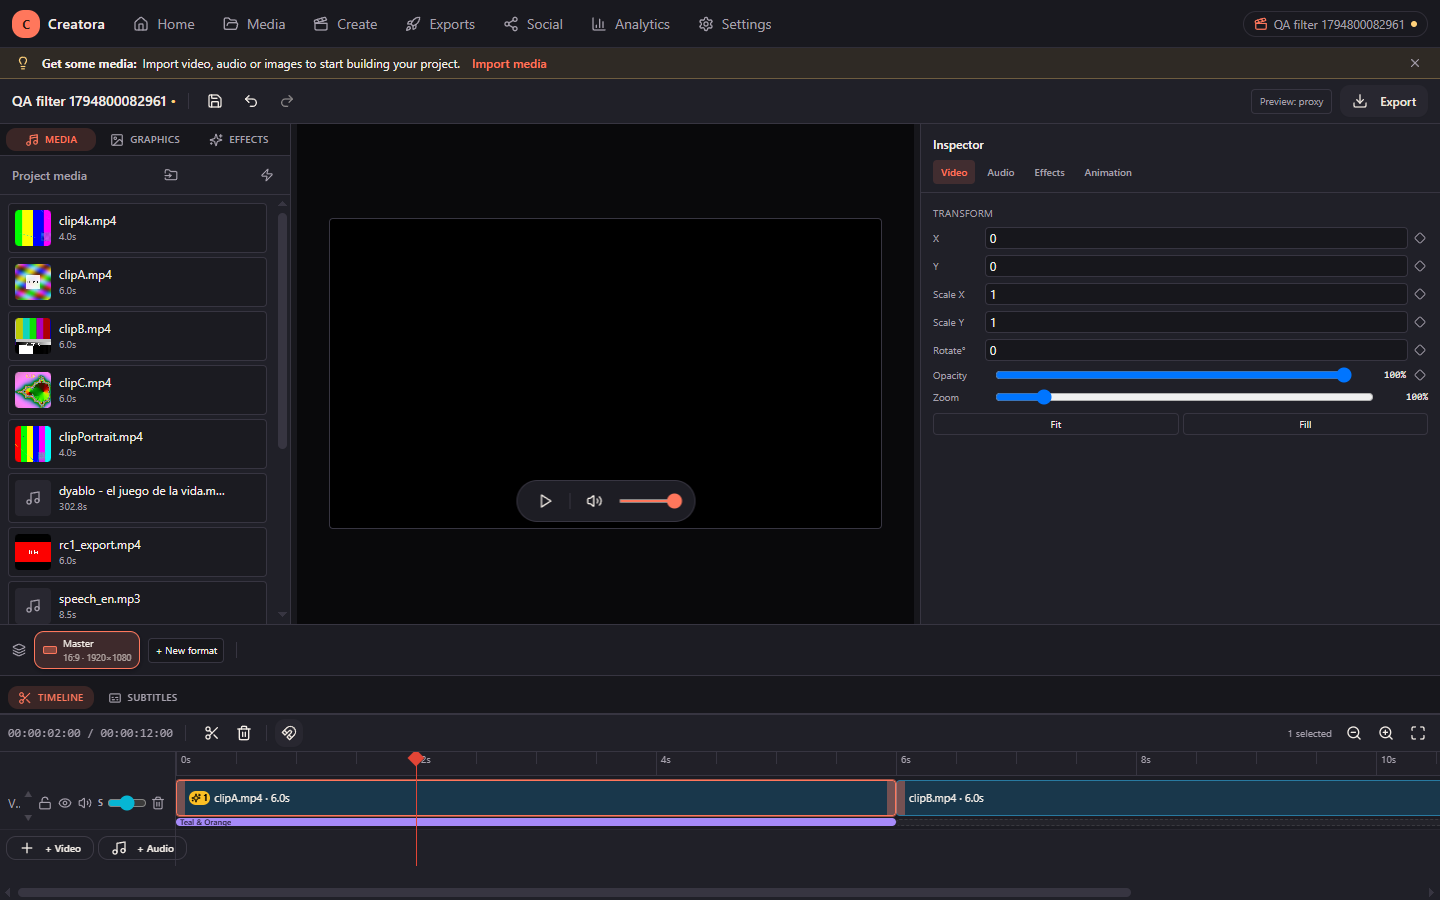 C Creatora Home Media Create Exports Social Analytics Settings QA filter 1794800082961
Get some media: Import video, audio or images to start building your project. Import media
QA filter 1794800082961 Preview: proxy Export
MEDIA GRAPHICS EFFECTS
Project media
clip4k.mp4
4.0s
clipA.mp4
6.0s
clipB.mp4
6.0s
clipC.mp4
6.0s
clipPortrait.mp4
4.0s
dyablo - el juego de la vida.m...
302.8s
rc1_export.mp4
6.0s
speech_en.mp3
8.5s
Inspector
Video Audio Effects Animation
TRANSFORM
X 0
Y 0
Scale X 1
Scale Y 1
Rotate° 0
Opacity 100%
Zoom 100%
Fit Fill
Master
16:9 · 1920×1080
+ New format
TIMELINE SUBTITLES
00:00:02:00 / 00:00:12:00 1 selected
0s 2s 4s 6s 8s 10s
V.. S 1 clipA.mp4 · 6.0s clipB.mp4 · 6.0s
Teal & Orange
+ Video + Audio